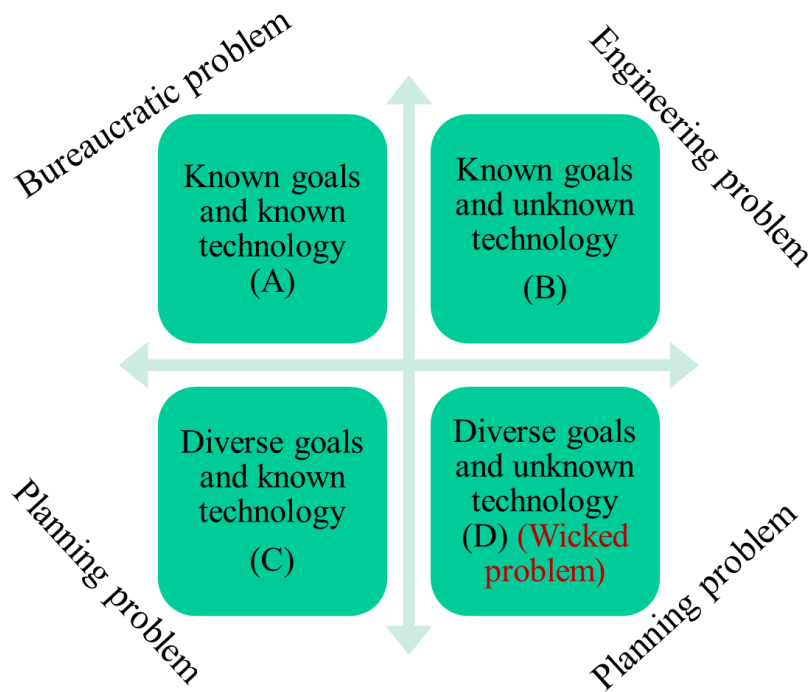 Bureaucratic problem
Engineering problem
Known goals
and known
technology
(A)
Known goals
and unknown
technology
(B)
Diverse goals
and known
technology
(C)
Diverse goals
and unknown
technology
(D) (Wicked
problem)
Planning problem
Planning problem